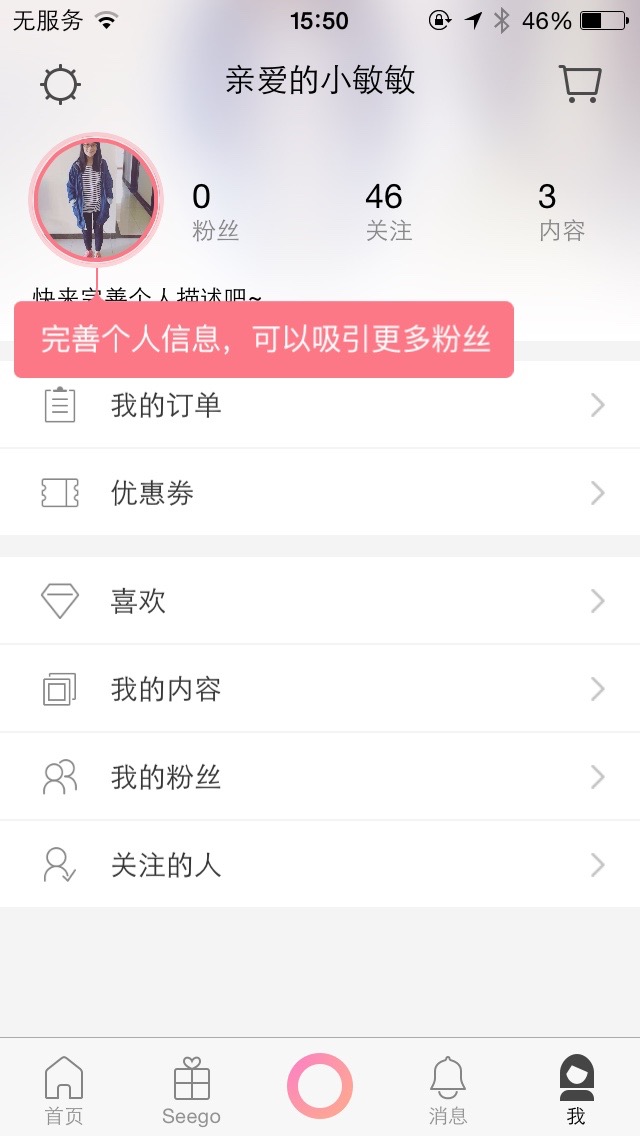 无服务 15:50 46%
亲爱的小敏敏
0 46 3
粉丝 关注 内容
快来完善个人描述吧~
完善个人信息，可以吸引更多粉丝
我的订单
优惠券
喜欢
我的内容
我的粉丝
关注的人
首页 Seego 消息 我